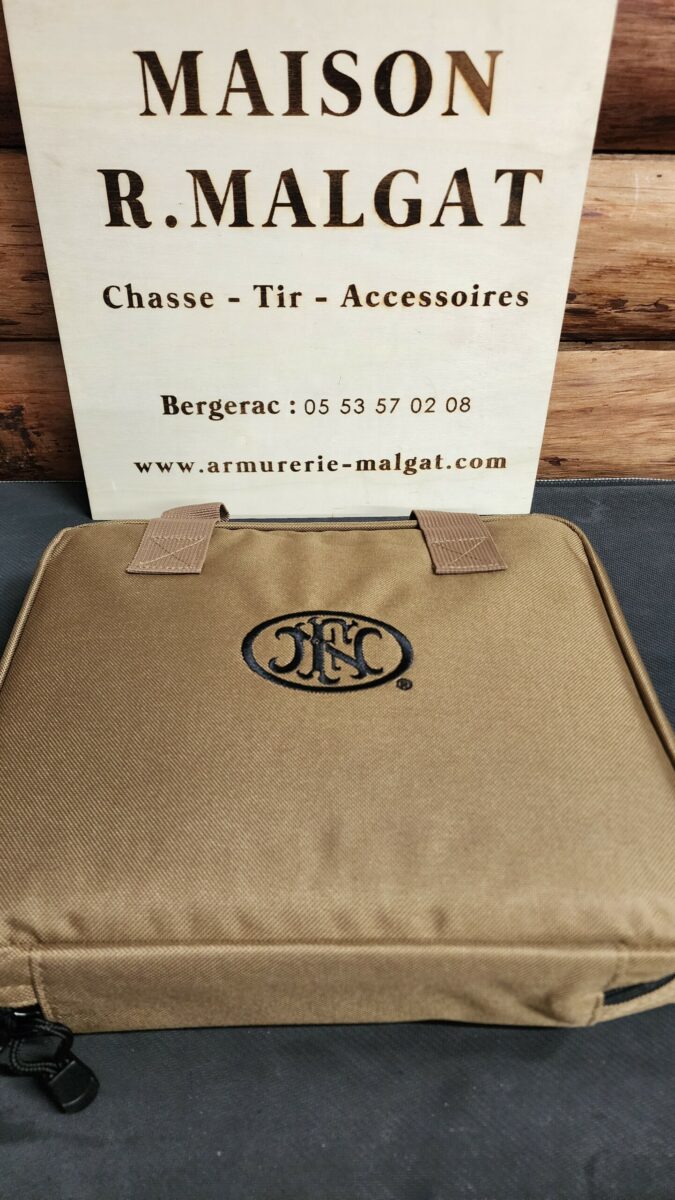 MAISON
R.MALGAT
Chasse - Tir - Accessoires
Bergerac : 05 53 57 02 08
www.armurerie-malgat.com
FN
®